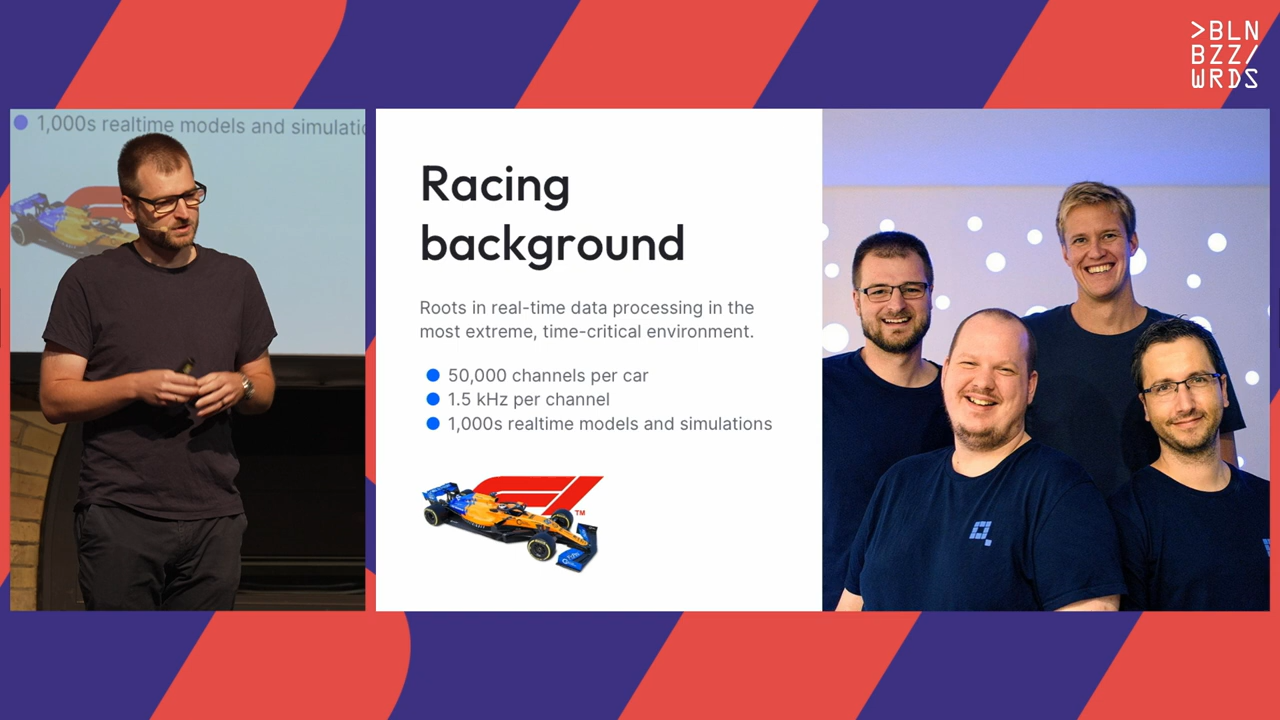 >BLN
BZZ/
WRDS
1,000s realtime models and simulatio
Racing
background
Roots in real-time data processing in the
most extreme, time-critical environment.
50,000 channels per car
1.5 kHz per channel
1,000s realtime models and simulations
F1
TM